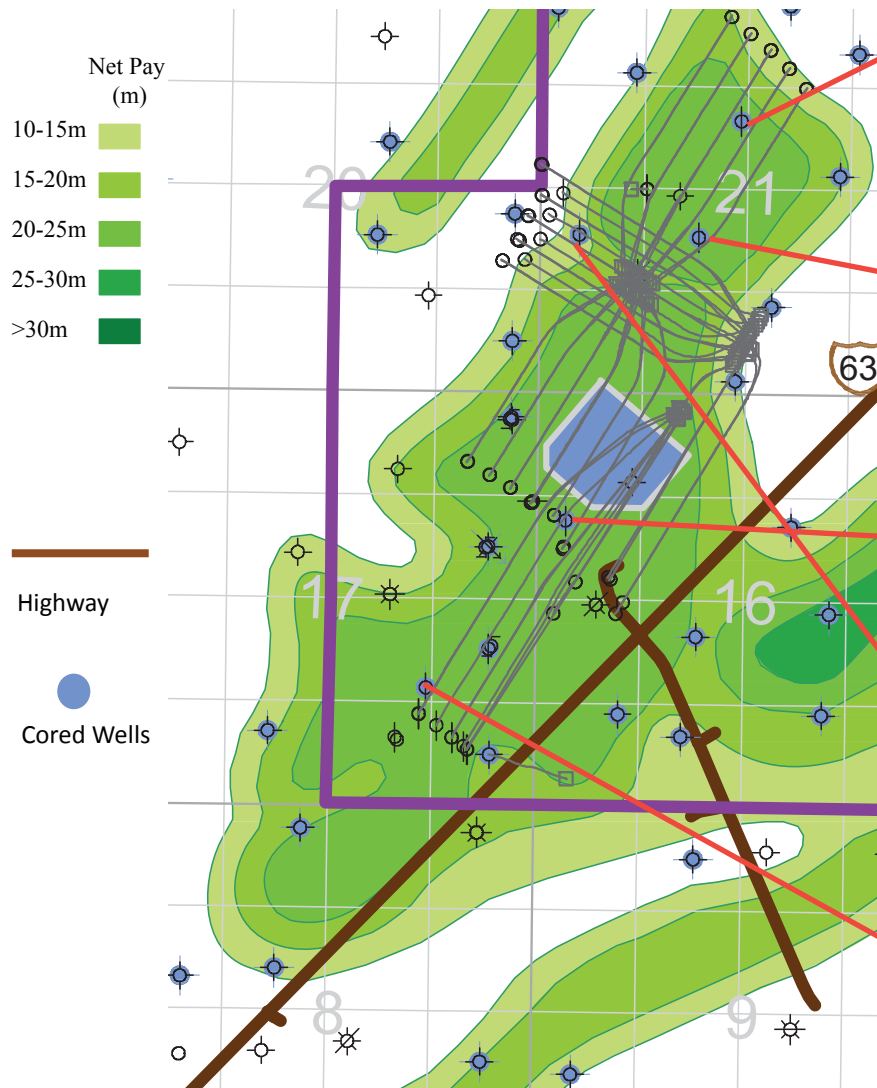 Net Pay
(m)
10-15m
15-20m
20-25m
25-30m
>30m
Highway
Cored Wells
20
21
63
17
16
8
9